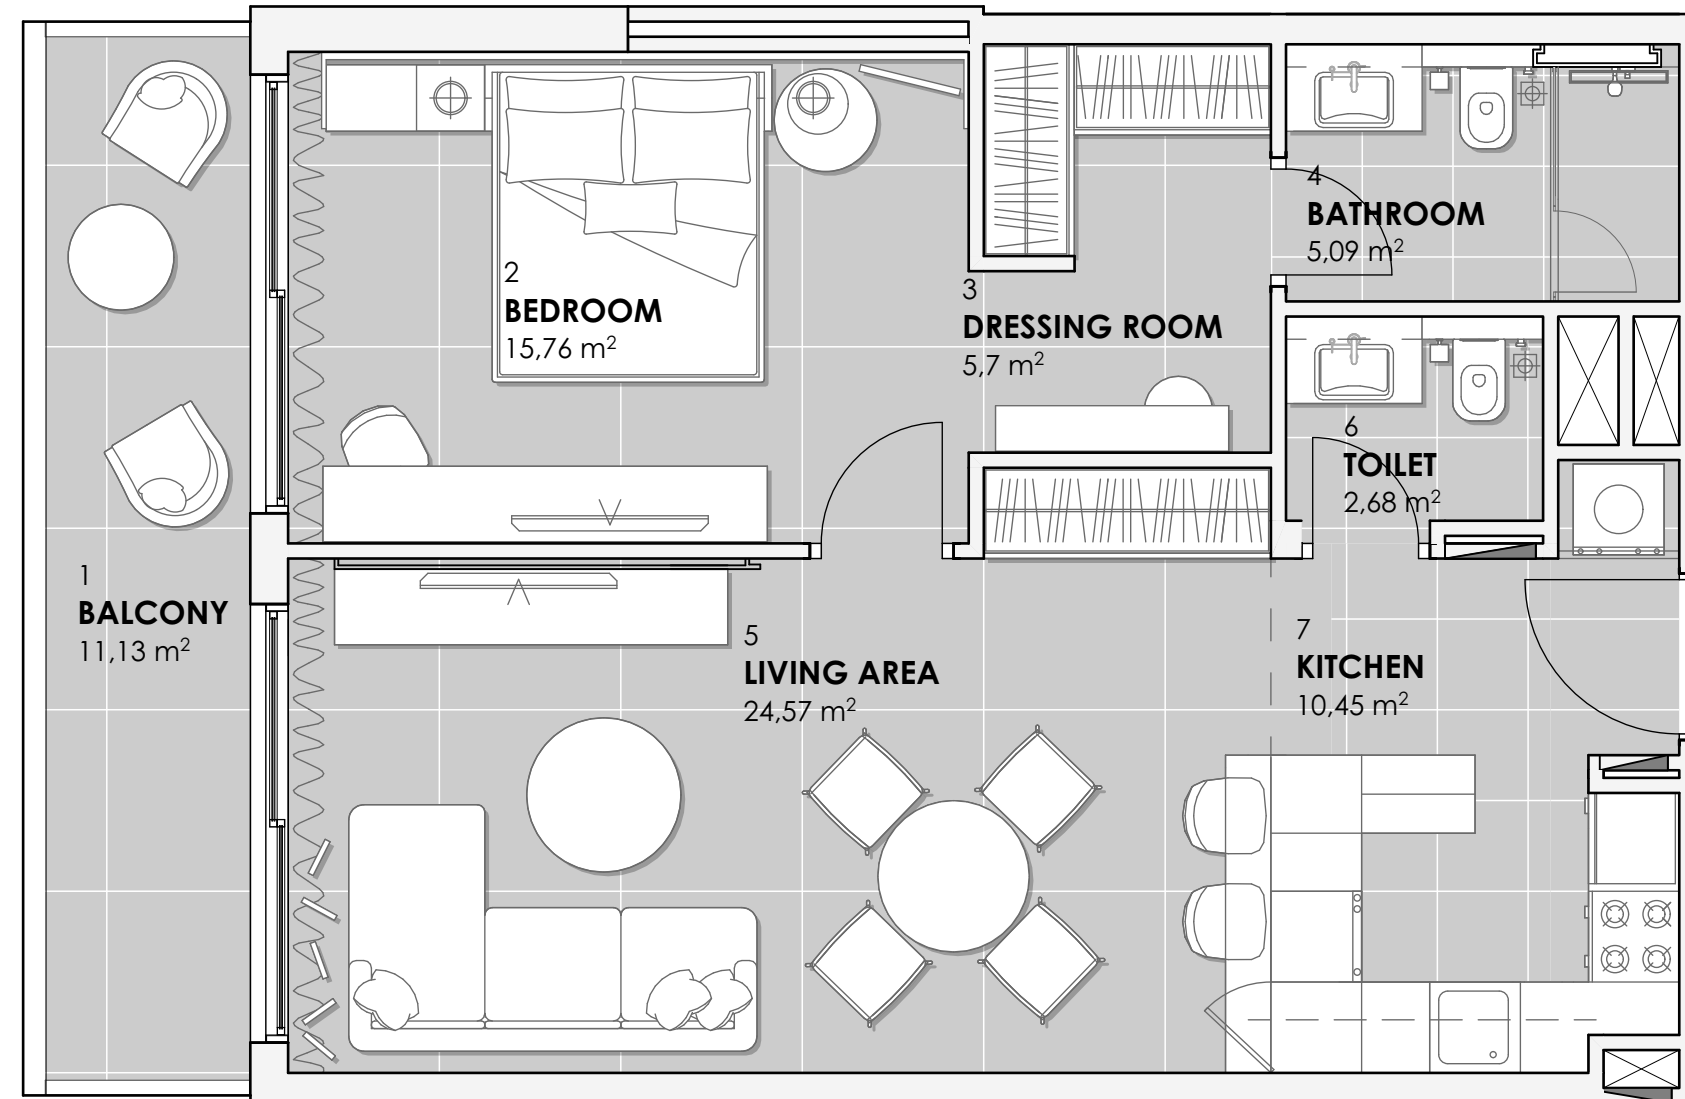 1
BALCONY
11,13 m²
2
BEDROOM
15,76 m²
3
DRESSING ROOM
5,7 m²
4
BATHROOM
5,09 m²
5
LIVING AREA
24,57 m²
6
TOILET
2,68 m²
7
KITCHEN
10,45 m²